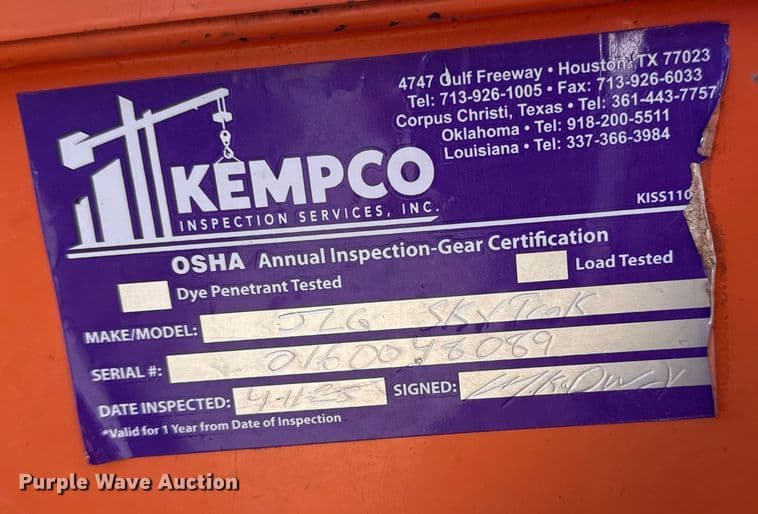 4747 Gulf Freeway • Houston, TX 77023
Tel: 713-926-1005 • Fax: 713-926-6033
Corpus Christi, Texas • Tel: 361-443-7757
Oklahoma • Tel: 918-200-5511
Louisiana • Tel: 337-366-3984
KEMPCO
INSPECTION SERVICES, INC.
KISS110
OSHA Annual Inspection-Gear Certification
Dye Penetrant Tested
Load Tested
MAKE/MODEL: JLG SKYTrak
SERIAL #: 0160048089
DATE INSPECTED: 4-11-25 SIGNED:
*Valid for 1 Year from Date of Inspection
Purple Wave Auction